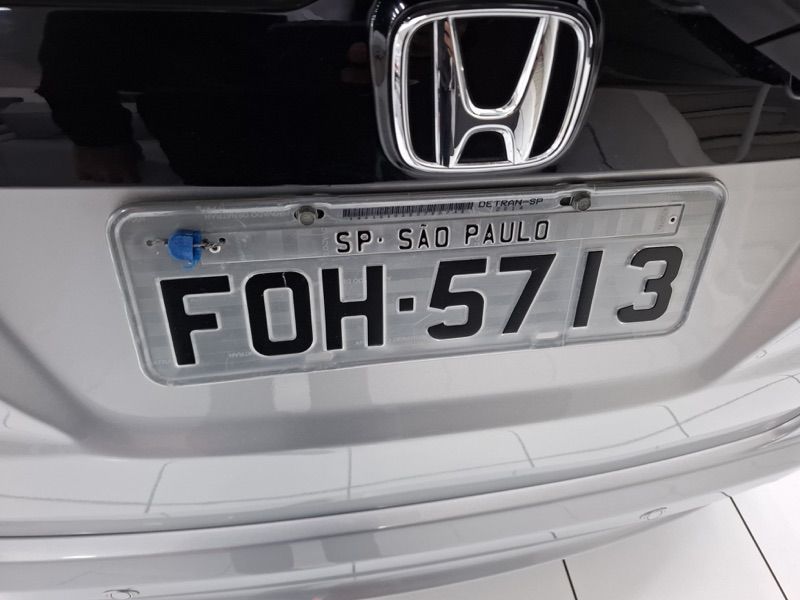 DETRAN-SP
SP· SÃO PAULO
FOH·5713